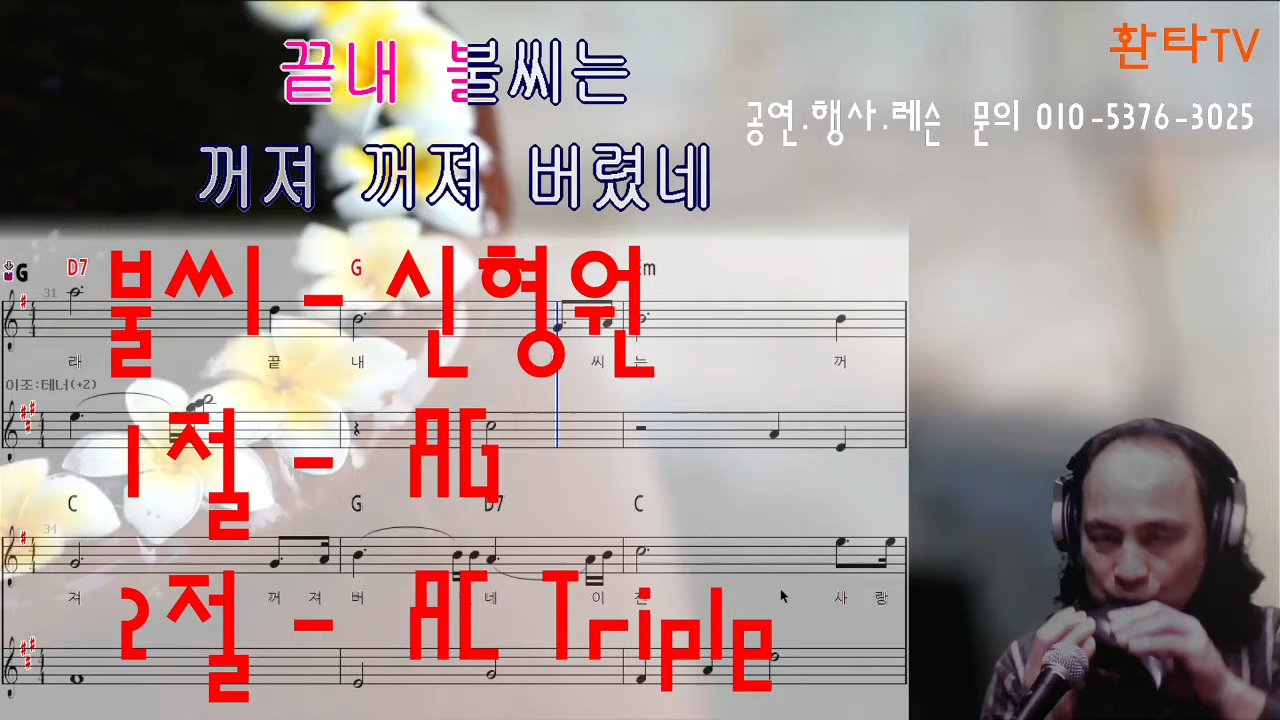 끝내 불씨는
환타TV
공연.행사.레슨 문의 010-5376-3025
꺼져 꺼져 버렸네
불씨 - 신형원
G D7 G Em
31
라 끝 내 씨 는 꺼
이조:테너(+2)
1절 - AG
C G D7 C
34
져 꺼 져 버 네 이 진 사 랑
2절 - AC Triple